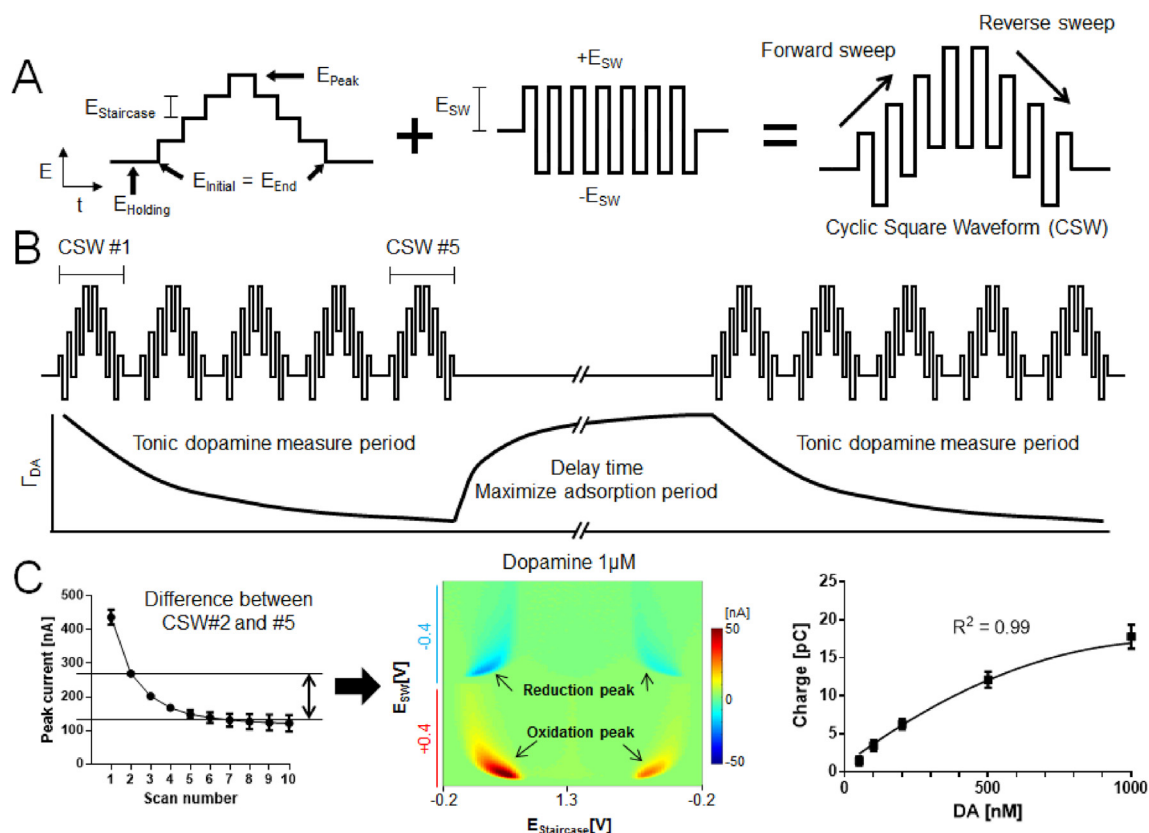 A
E_Staircase
E_Peak
E
t
E_Holding
E_Initial = E_End
+
E_SW
+E_SW
-E_SW
=
Forward sweep
Reverse sweep
Cyclic Square Waveform (CSW)
B
CSW #1
CSW #5
Γ_DA
Tonic dopamine measure period
Delay time
Maximize adsorption period
Tonic dopamine measure period
C
Difference between
CSW#2 and #5
Peak current [nA]
500
400
300
200
100
0
1 2 3 4 5 6 7 8 9 10
Scan number
Dopamine 1µM
E_SW[V]
-0.4
+0.4
Reduction peak
Oxidation peak
-0.2 1.3 -0.2
E_Staircase[V]
[nA]
50
0
-50
Charge [pC]
25
20
15
10
5
0
R² = 0.99
0 500 1000
DA [nM]